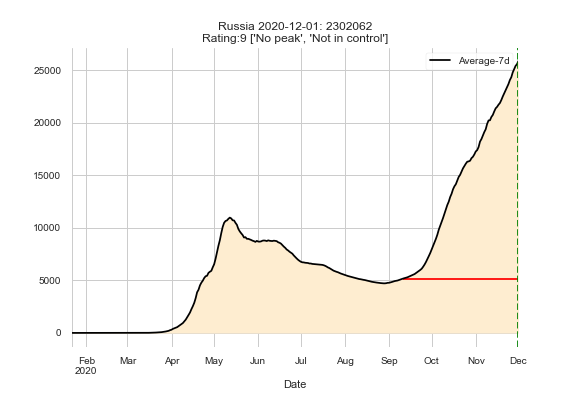 Russia 2020-12-01: 2302062
Rating:9 ['No peak', 'Not in control']
Average-7d
25000
20000
15000
10000
5000
0
Feb
2020
Mar
Apr
May
Jun
Jul
Aug
Sep
Oct
Nov
Dec
Date